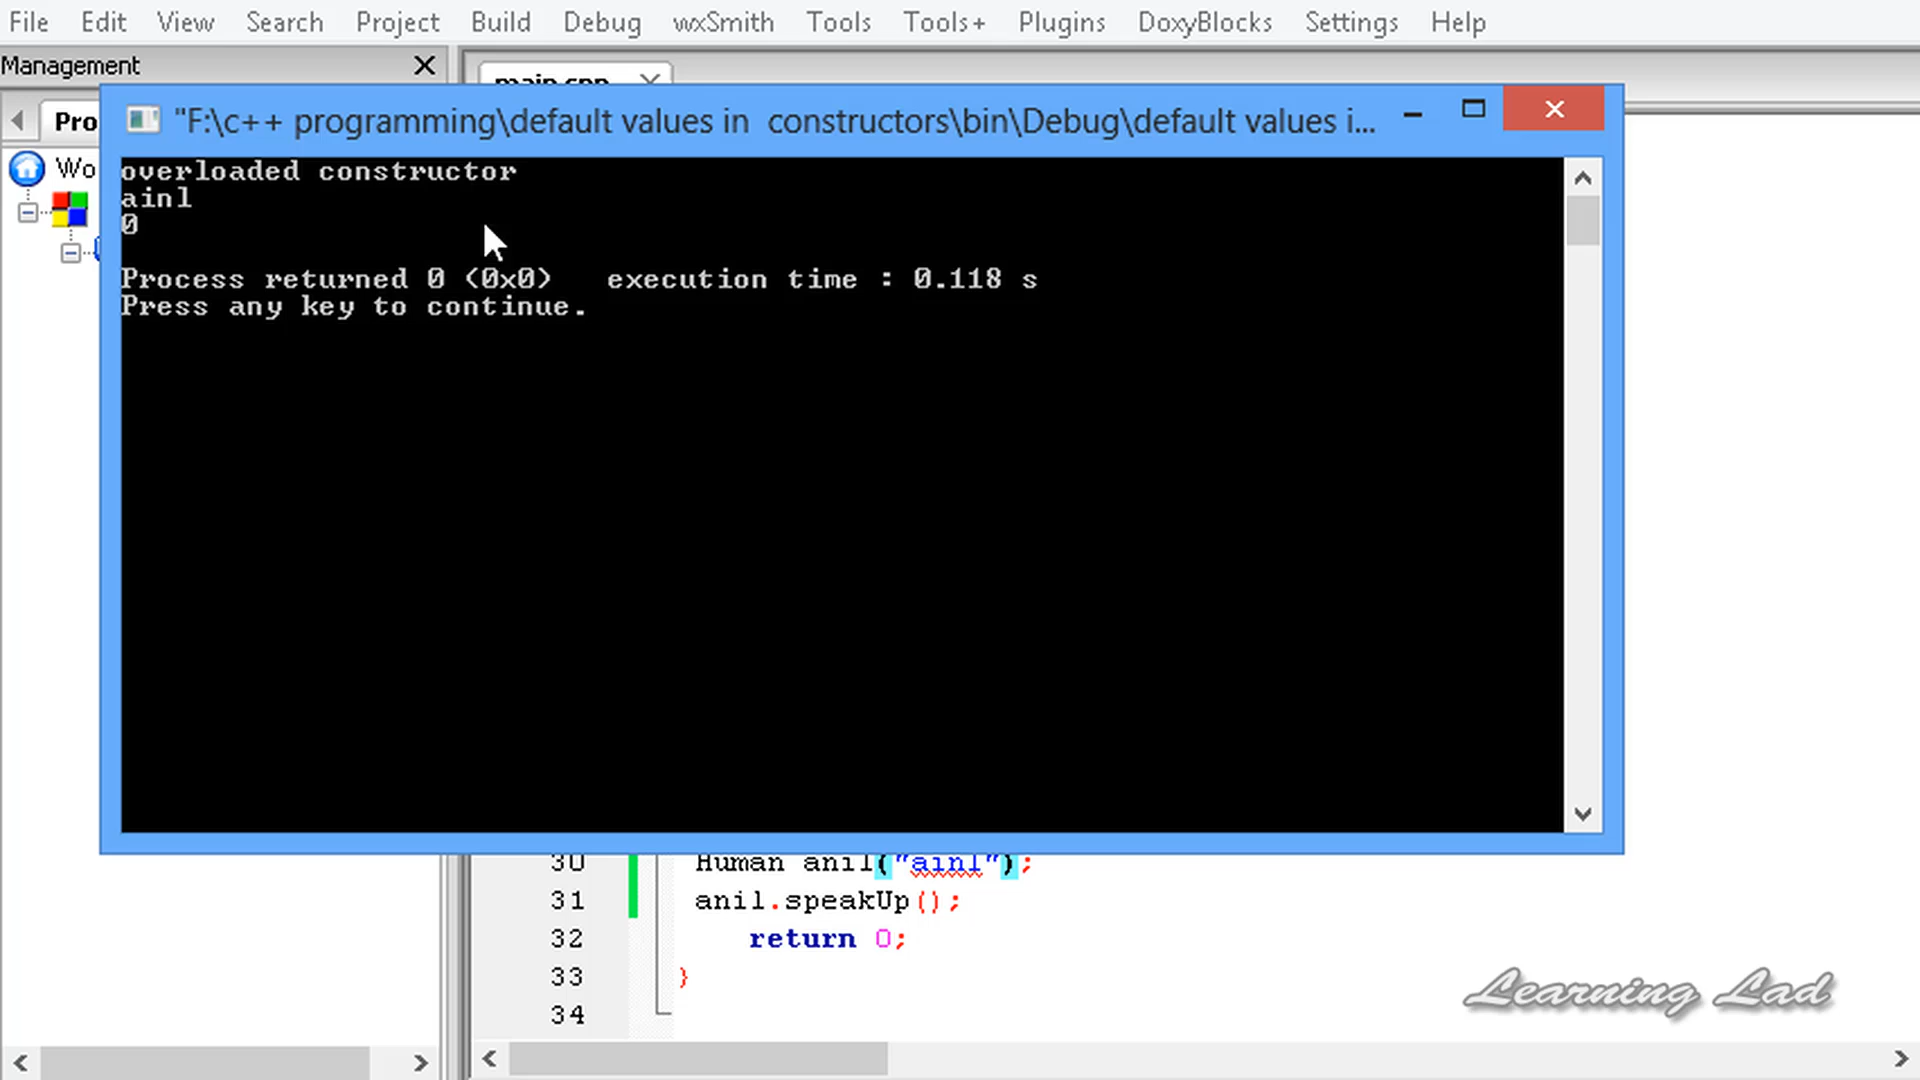 File Edit View Search Project Build Debug wxSmith Tools Tools+ Plugins DoxyBlocks Settings Help
Management
main.cpp
Pro
"F:\c++ programming\default values in  constructors\bin\Debug\default values i...
Wo
overloaded constructor
ainl
0
Process returned 0 (0x0)   execution time : 0.118 s
Press any key to continue.
30 Human anil("ainl");
31 anil.speakUp();
32 return 0;
33 }
34
Learning Lad